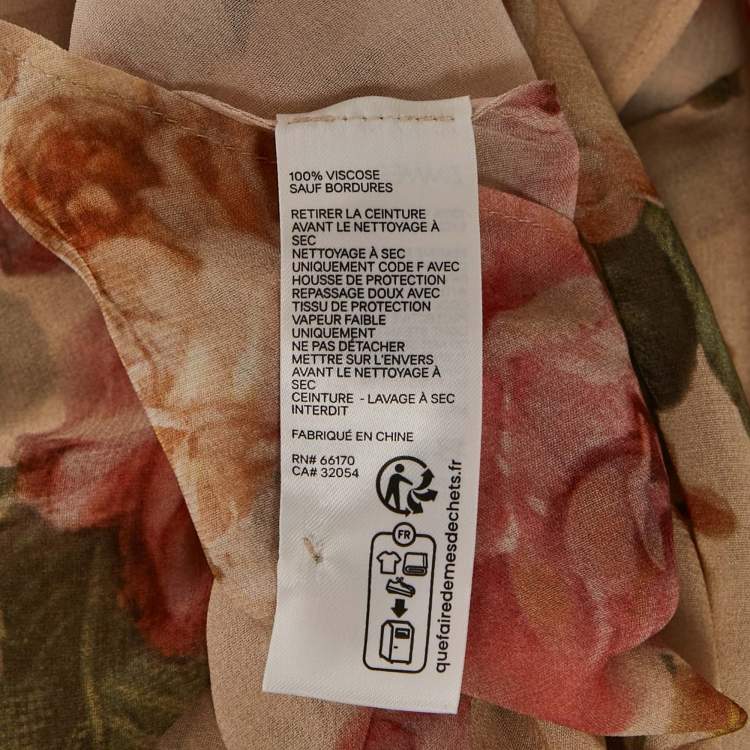 100% VISCOSE
SAUF BORDURES
RETIRER LA CEINTURE
AVANT LE NETTOYAGE À
SEC
NETTOYAGE À SEC
UNIQUEMENT CODE F AVEC
HOUSSE DE PROTECTION
REPASSAGE DOUX AVEC
TISSU DE PROTECTION
VAPEUR FAIBLE
UNIQUEMENT
NE PAS DÉTACHER
METTRE SUR L'ENVERS
AVANT LE NETTOYAGE À
SEC
CEINTURE - LAVAGE À SEC
INTERDIT
FABRIQUÉ EN CHINE
RN# 66170
CA# 32054
FR
quefairedemesdechets.fr